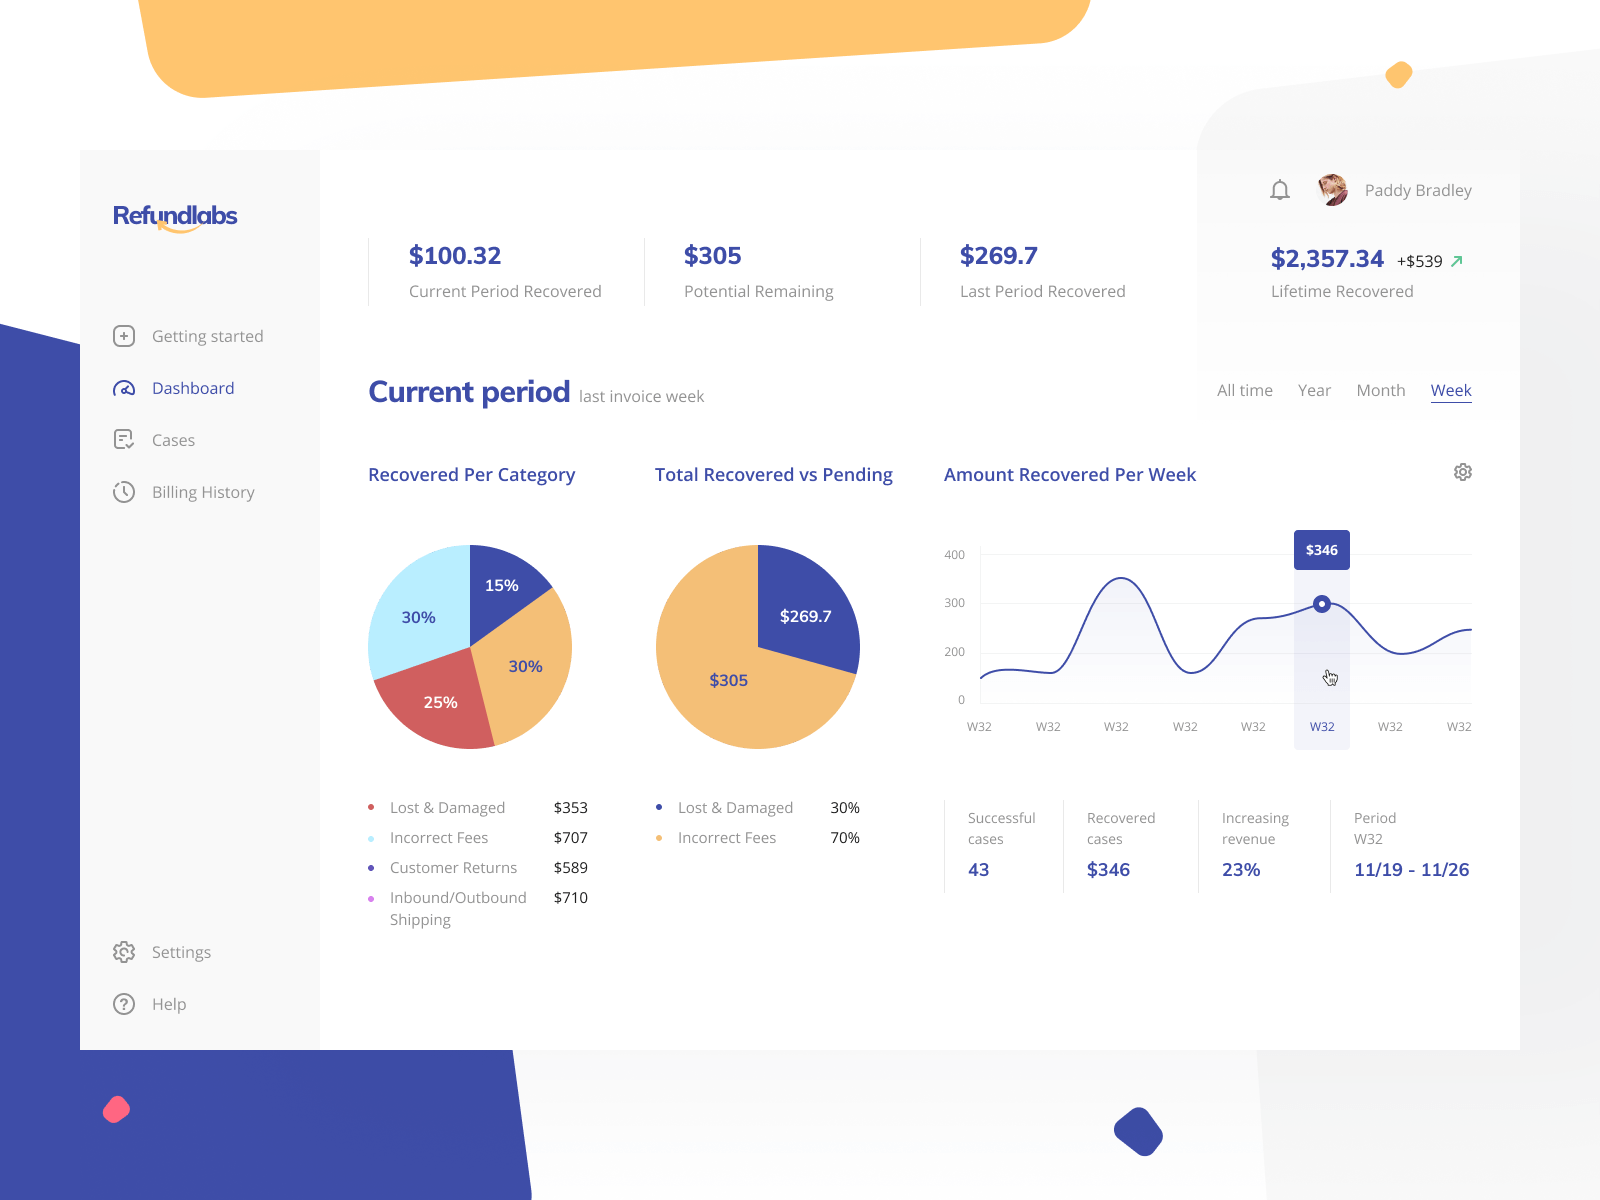 Refundlabs
Getting started
Dashboard
Cases
Billing History
Settings
Help
Paddy Bradley
$100.32
Current Period Recovered
$305
Potential Remaining
$269.7
Last Period Recovered
$2,357.34 +$539
Lifetime Recovered
Current period last invoice week
All time Year Month Week
Recovered Per Category
15%
30%
30%
25%
Lost & Damaged $353
Incorrect Fees $707
Customer Returns $589
Inbound/Outbound $710
Shipping
Total Recovered vs Pending
$269.7
$305
Lost & Damaged 30%
Incorrect Fees 70%
Amount Recovered Per Week
$346
400
300
200
0
W32 W32 W32 W32 W32 W32 W32 W32
Successful
cases
43
Recovered
cases
$346
Increasing
revenue
23%
Period
W32
11/19 - 11/26